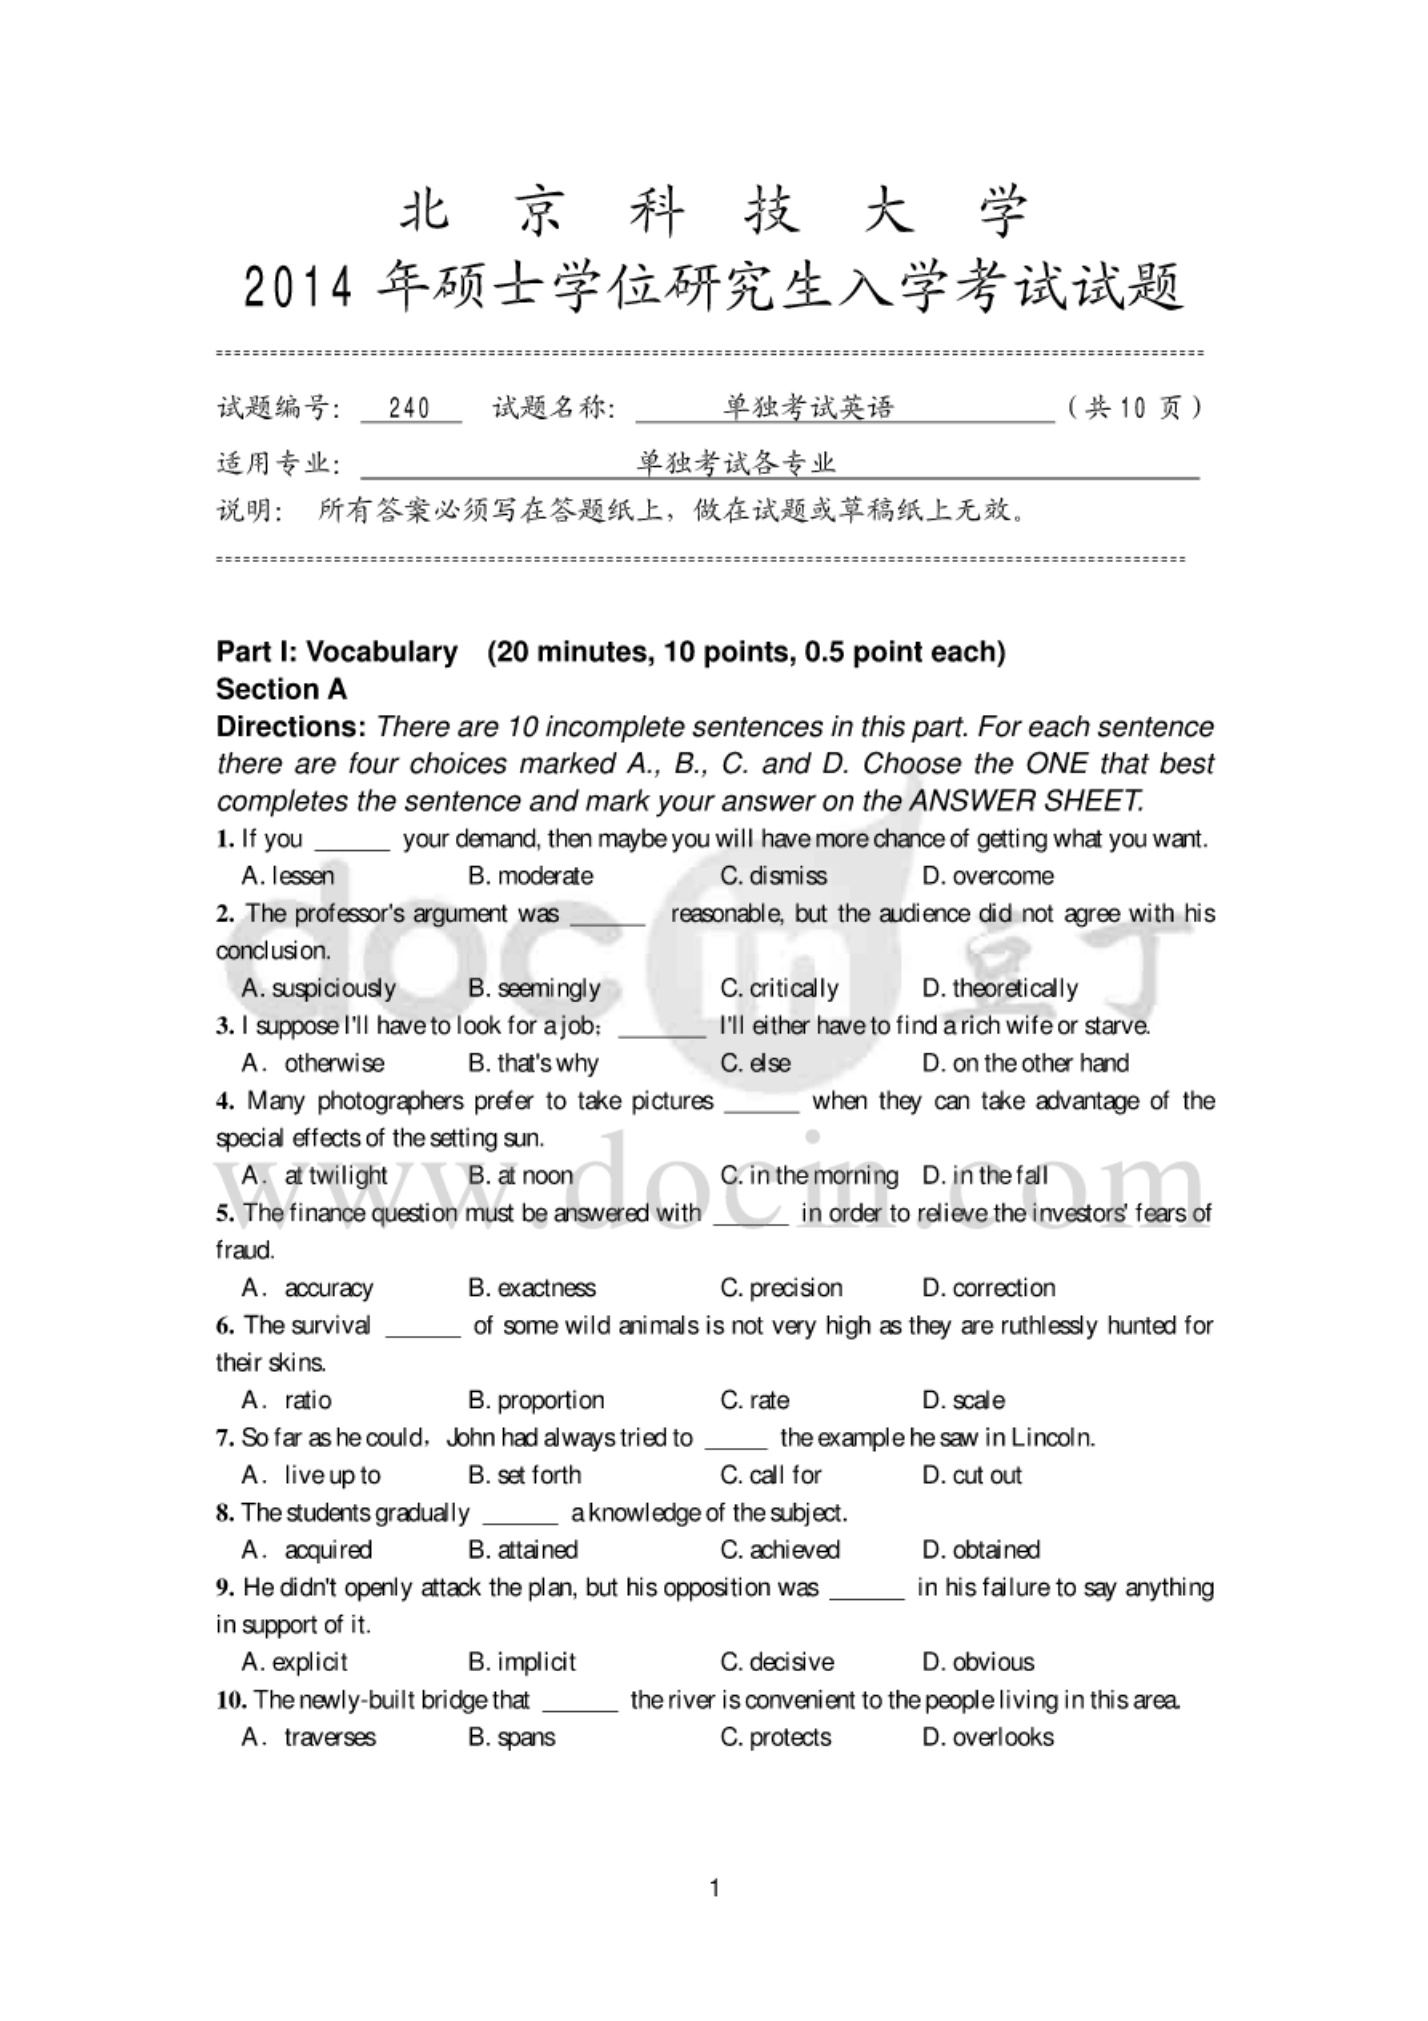 北 京 科 技 大 学
2014 年硕士学位研究生入学考试试题
试题编号： 240 试题名称： 单独考试英语 （共 10 页）
适用专业： 单独考试各专业
说明： 所有答案必须写在答题纸上，做在试题或草稿纸上无效。
Part I: Vocabulary (20 minutes, 10 points, 0.5 point each)
Section A
Directions: There are 10 incomplete sentences in this part. For each sentence
there are four choices marked A., B., C. and D. Choose the ONE that best
completes the sentence and mark your answer on the ANSWER SHEET.
1. If you ______ your demand, then maybe you will have more chance of getting what you want.
A. lessen B. moderate C. dismiss D. overcome
2. The professor's argument was ______ reasonable, but the audience did not agree with his
conclusion.
A. suspiciously B. seemingly C. critically D. theoretically
3. I suppose I'll have to look for a job； _______ I'll either have to find a rich wife or starve.
A．otherwise B. that's why C. else D. on the other hand
4. Many photographers prefer to take pictures ______ when they can take advantage of the
special effects of the setting sun.
A．at twilight B. at noon C. in the morning D. in the fall
5. The finance question must be answered with ______ in order to relieve the investors' fears of
fraud.
A．accuracy B. exactness C. precision D. correction
6. The survival ______ of some wild animals is not very high as they are ruthlessly hunted for
their skins.
A．ratio B. proportion C. rate D. scale
7. So far as he could，John had always tried to _____ the example he saw in Lincoln.
A．live up to B. set forth C. call for D. cut out
8. The students gradually ______ a knowledge of the subject.
A．acquired B. attained C. achieved D. obtained
9. He didn't openly attack the plan, but his opposition was ______ in his failure to say anything
in support of it.
A. explicit B. implicit C. decisive D. obvious
10. The newly-built bridge that ______ the river is convenient to the people living in this area.
A．traverses B. spans C. protects D. overlooks
1
docin 豆丁
www.docin.com